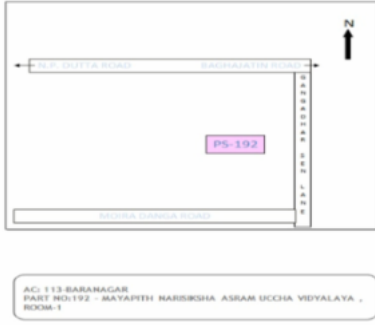 N
N.P. DUTTA ROAD BAGHAJATIN ROAD
GANGADHAR SEN LANE
PS-192
MOHRA DANGA ROAD
AC: 113-BARANAGAR
PART NO:192 - MAYAPITH NARISIKSHA ASRAM UCCHA VIDYALAYA ,
ROOM-1